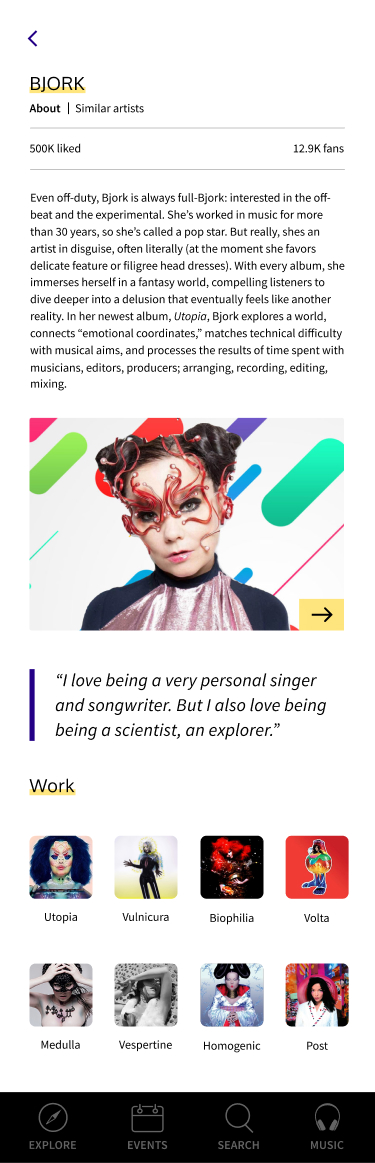 BJORK
About | Similar artists
500K liked 12.9K fans
Even off-duty, Bjork is always full-Bjork: interested in the off-
beat and the experimental. She’s worked in music for more
than 30 years, so she’s called a pop star. But really, shes an
artist in disguise, often literally (at the moment she favors
delicate feature or filigree head dresses). With every album, she
immerses herself in a fantasy world, compelling listeners to
dive deeper into a delusion that eventually feels like another
reality. In her newest album, Utopia, Bjork explores a world,
connects “emotional coordinates,” matches technical difficulty
with musical aims, and processes the results of time spent with
musicians, editors, producers; arranging, recording, editing,
mixing.
“I love being a very personal singer
and songwriter. But I also love being
being a scientist, an explorer.”
Work
Utopia Vulnicura Biophilia Volta
Medulla Vespertine Homogenic Post
EXPLORE EVENTS SEARCH MUSIC